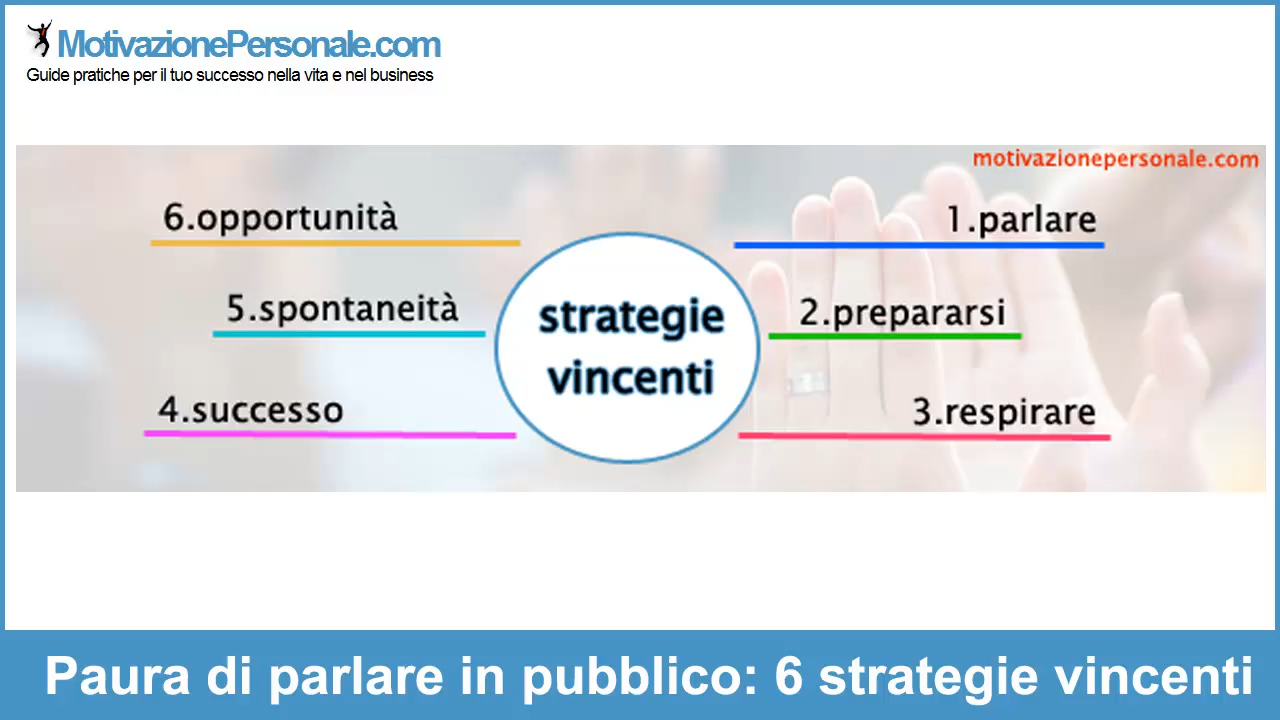 MotivazionePersonale.com
Guide pratiche per il tuo successo nella vita e nel business
motivazionepersonale.com
6.opportunità
1.parlare
5.spontaneità
2.prepararsi
strategie
vincenti
4.successo
3.respirare
Paura di parlare in pubblico: 6 strategie vincenti